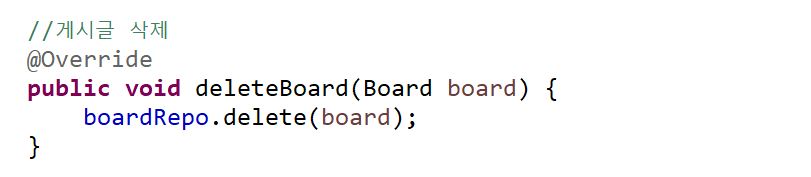 //게시글 삭제
@Override
public void deleteBoard(Board board) {
    boardRepo.delete(board);
}